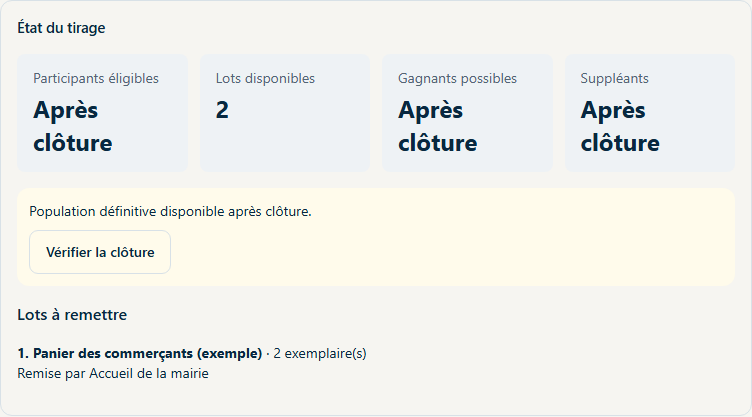 État du tirage
Participants éligibles
Après
clôture
Lots disponibles
2
Gagnants possibles
Après
clôture
Suppléants
Après
clôture
Population définitive disponible après clôture.
Vérifier la clôture
Lots à remettre
1. Panier des commerçants (exemple) · 2 exemplaire(s)
Remise par Accueil de la mairie